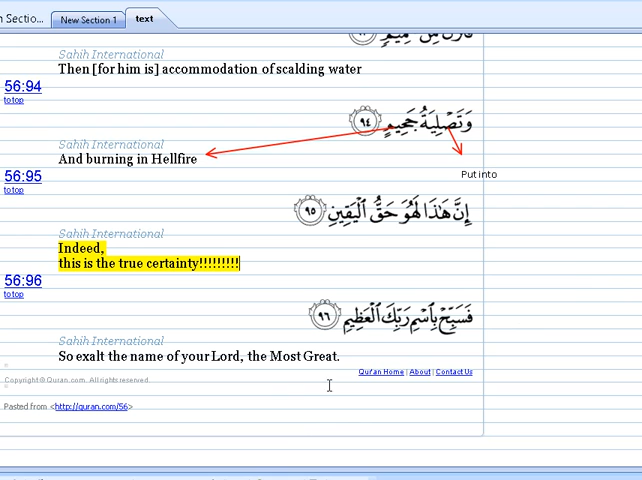 Section 1
New Section 1
text
Sahih International
Then [for him is] accommodation of scalding water
56:94
to top
وَتَصْلِيَةُ جَحِيمٍ ٩٤
Sahih International
And burning in Hellfire
56:95
to top
Put into
إِنَّ هَٰذَا لَهُوَ حَقُّ الْيَقِينِ ٩٥
Sahih International
Indeed,
this is the true certainty!!!!!!!!!
56:96
to top
فَسَبِّحْ بِاسْمِ رَبِّكَ الْعَظِيمِ ٩٦
Sahih International
So exalt the name of your Lord, the Most Great.
Qur'an Home | About | Contact Us
Copyright © Quran.com. All rights reserved.
Pasted from <http://quran.com/56>